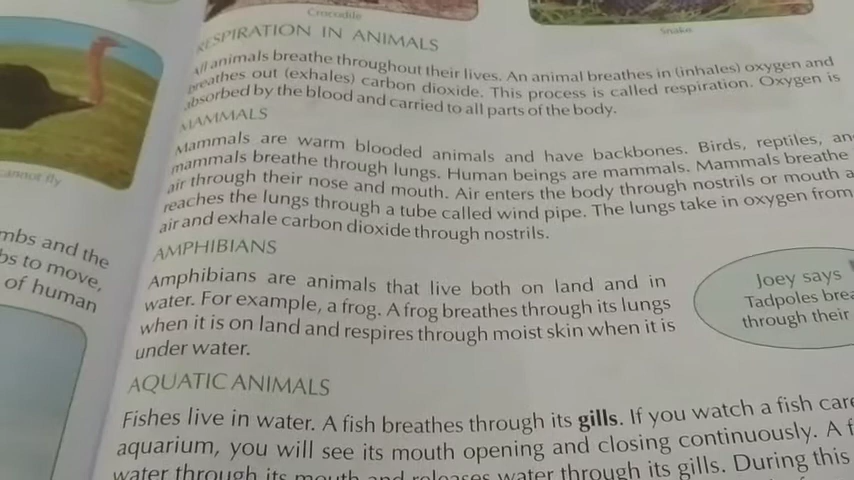 Crocodile
Snake
cannot fly
mbs and the
bs to move,
of human
RESPIRATION IN ANIMALS
All animals breathe throughout their lives. An animal breathes in (inhales) oxygen and
breathes out (exhales) carbon dioxide. This process is called respiration. Oxygen is
absorbed by the blood and carried to all parts of the body.
MAMMALS
Mammals are warm blooded animals and have backbones. Birds, reptiles, an
mammals breathe through lungs. Human beings are mammals. Mammals breathe
air through their nose and mouth. Air enters the body through nostrils or mouth a
reaches the lungs through a tube called wind pipe. The lungs take in oxygen from
air and exhale carbon dioxide through nostrils.
AMPHIBIANS
Amphibians are animals that live both on land and in
water. For example, a frog. A frog breathes through its lungs
when it is on land and respires through moist skin when it is
under water.
Joey says
Tadpoles brea
through their
AQUATIC ANIMALS
Fishes live in water. A fish breathes through its gills. If you watch a fish care
aquarium, you will see its mouth opening and closing continuously. A f
water through its mouth and releases water through its gills. During this